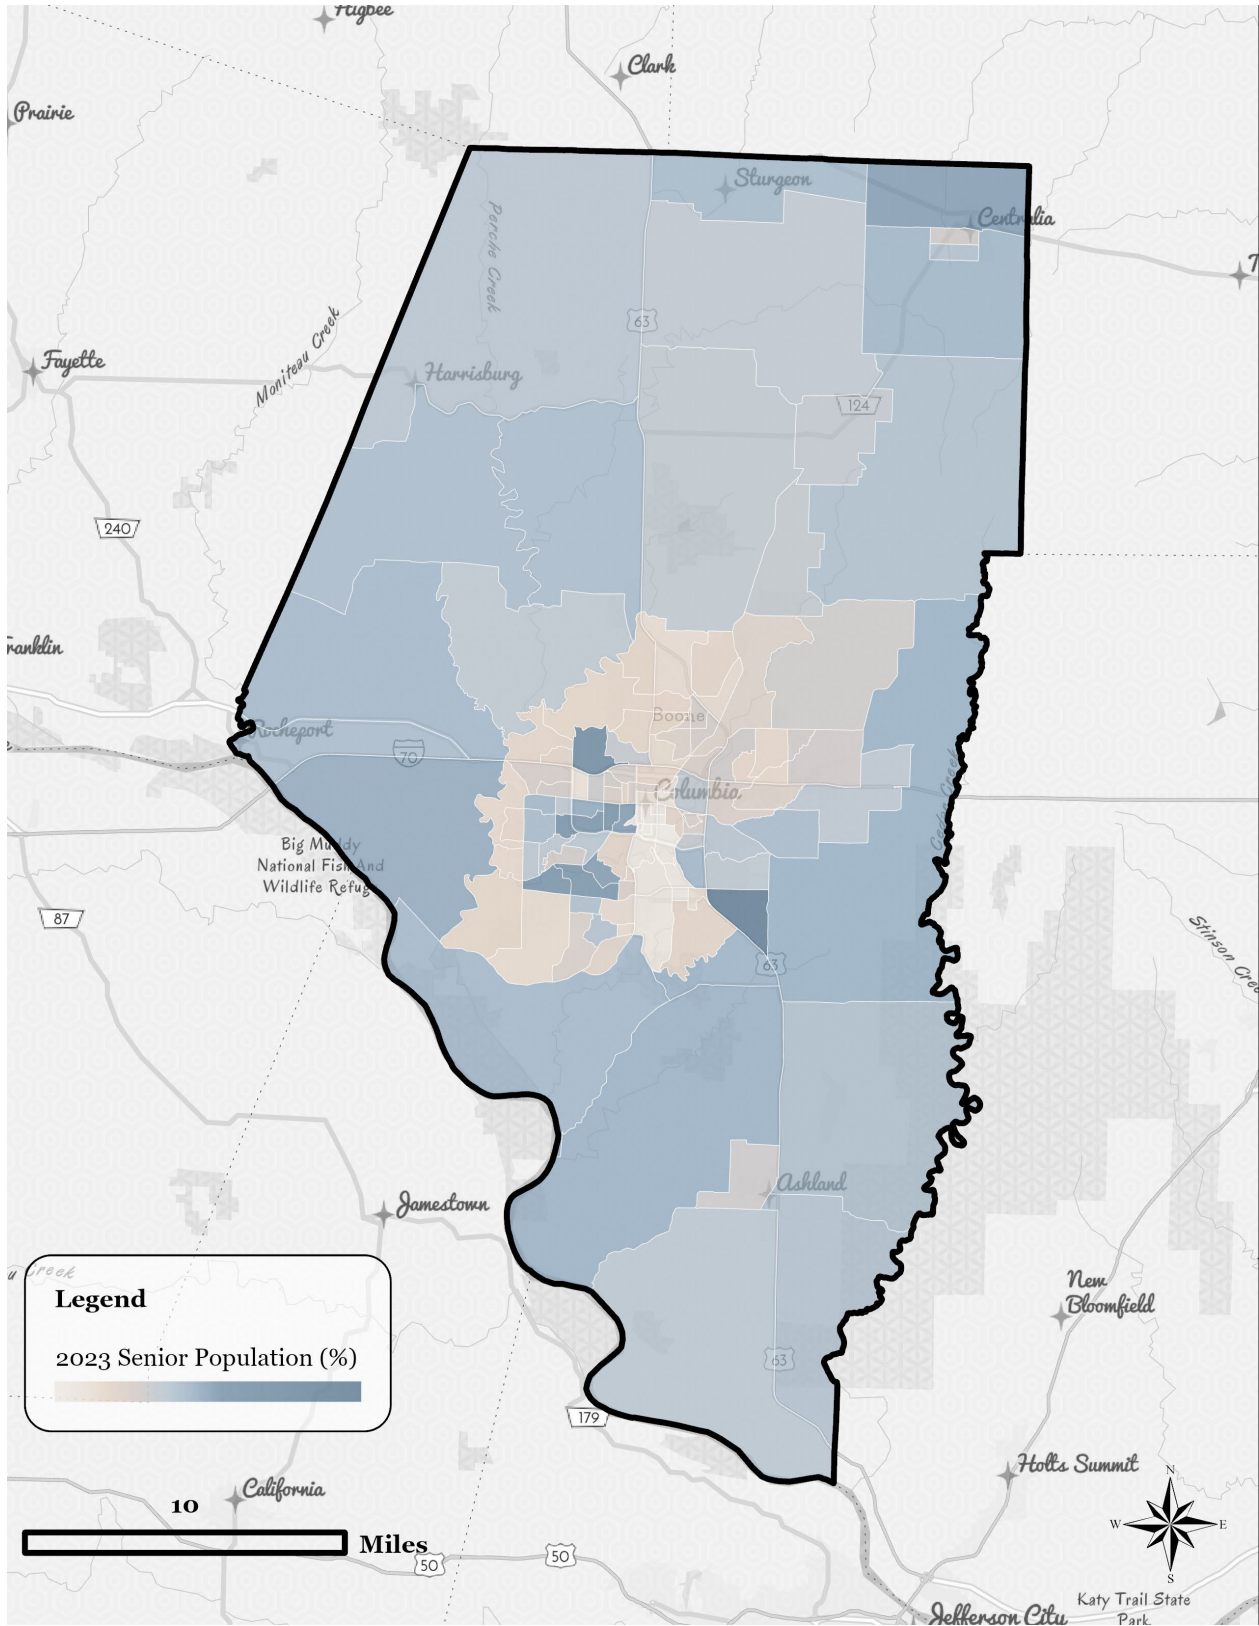 Higbee
Clark
Prairie
Sturgeon
Centralia
Perche Creek
63
Moniteau Creek
Fayette
Harrisburg
124
240
Boone
Rocheport
70
Columbia
Cedar Creek
Big Muddy
National Fish And
Wildlife Refug
87
Stinson Cree
63
Ashland
Jamestown
Creek
New
Bloomfield
Legend
2023 Senior Population (%)
63
179
Holts Summit
California
10
Miles
50
50
N
W
E
S
Katy Trail State
Park
Jefferson City